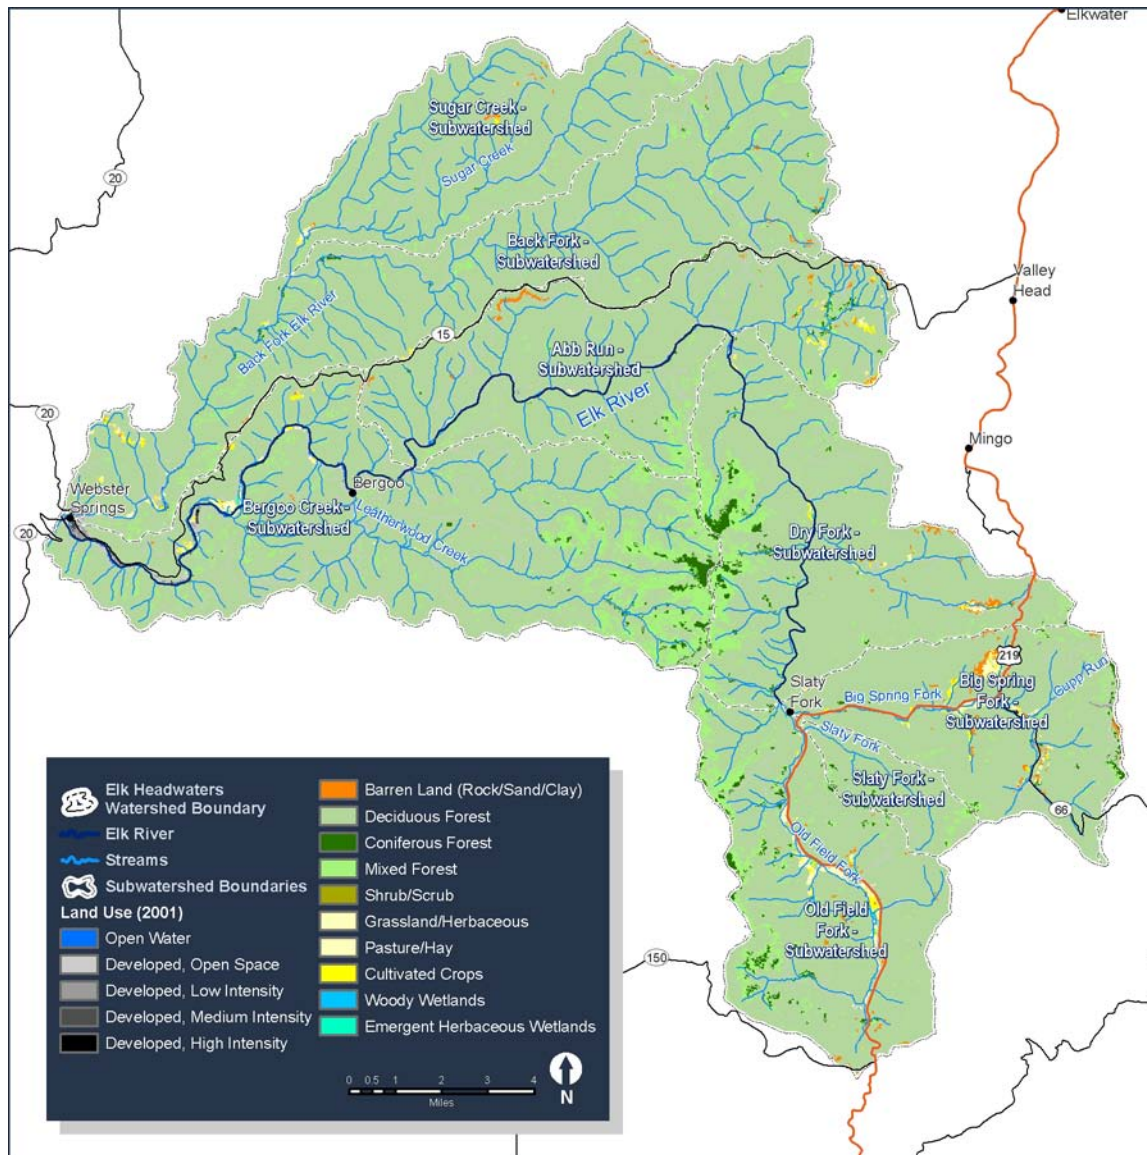 Elkwater
Sugar Creek -
Subwatershed
20
Sugar Creek
Back Fork -
Subwatershed
Valley
Head
Back Fork Elk River
15
Abb Run -
Subwatershed
Elk River
20
Mingo
Webster
Springs
Bergoo
Bergoo Creek -
Subwatershed
Leatherwood Creek
20
Dry Fork -
Subwatershed
219
Slaty
Fork
Big Spring Fork
Big Spring
Fork -
Subwatershed
Cupp Run
Slaty Fork
Slaty Fork -
Subwatershed
66
Old Field Fork
Old Field
Fork -
Subwatershed
150
Elk Headwaters
Watershed Boundary
Elk River
Streams
Subwatershed Boundaries
Land Use (2001)
Open Water
Developed, Open Space
Developed, Low Intensity
Developed, Medium Intensity
Developed, High Intensity
Barren Land (Rock/Sand/Clay)
Deciduous Forest
Coniferous Forest
Mixed Forest
Shrub/Scrub
Grassland/Herbaceous
Pasture/Hay
Cultivated Crops
Woody Wetlands
Emergent Herbaceous Wetlands
0 0.5 1 2 3 4
Miles
N